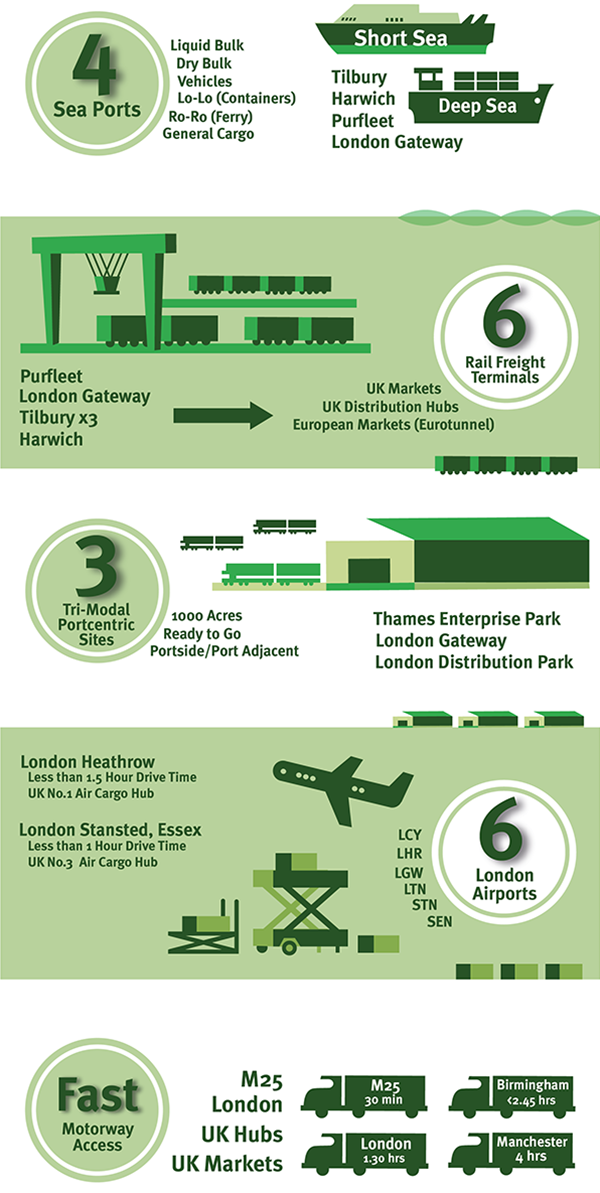 4
Sea Ports
Liquid Bulk
Dry Bulk
Vehicles
Lo-Lo (Containers)
Ro-Ro (Ferry)
General Cargo
Short Sea
Tilbury
Harwich
Purfleet
London Gateway
Deep Sea
6
Rail Freight
Terminals
Purfleet
London Gateway
Tilbury x3
Harwich
UK Markets
UK Distribution Hubs
European Markets (Eurotunnel)
3
Tri-Modal
Portcentric
Sites
1000 Acres
Ready to Go
Portside/Port Adjacent
Thames Enterprise Park
London Gateway
London Distribution Park
London Heathrow
Less than 1.5 Hour Drive Time
UK No.1 Air Cargo Hub
London Stansted, Essex
Less than 1 Hour Drive Time
UK No.3 Air Cargo Hub
LCY
LHR
LGW
LTN
STN
SEN
6
London
Airports
Fast
Motorway
Access
M25
London
UK Hubs
UK Markets
M25
30 min
Birmingham
<2.45 hrs
London
1.30 hrs
Manchester
4 hrs